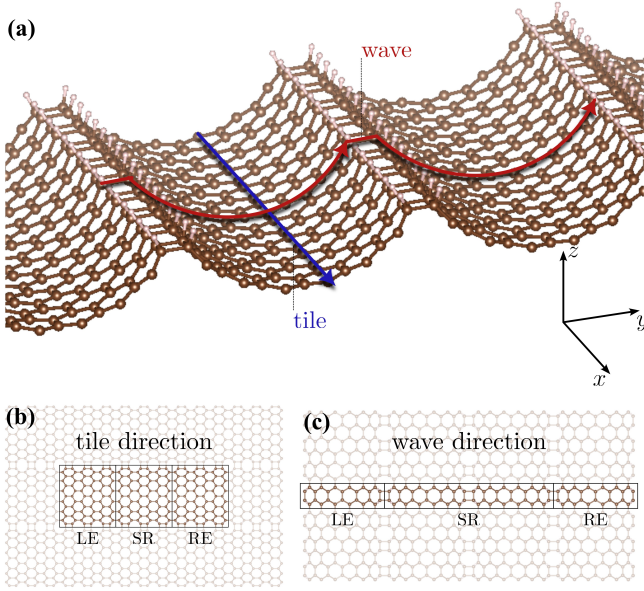 (a)
wave
tile
z
y
x
(b)
tile direction
LE SR RE
(c)
wave direction
LE SR RE